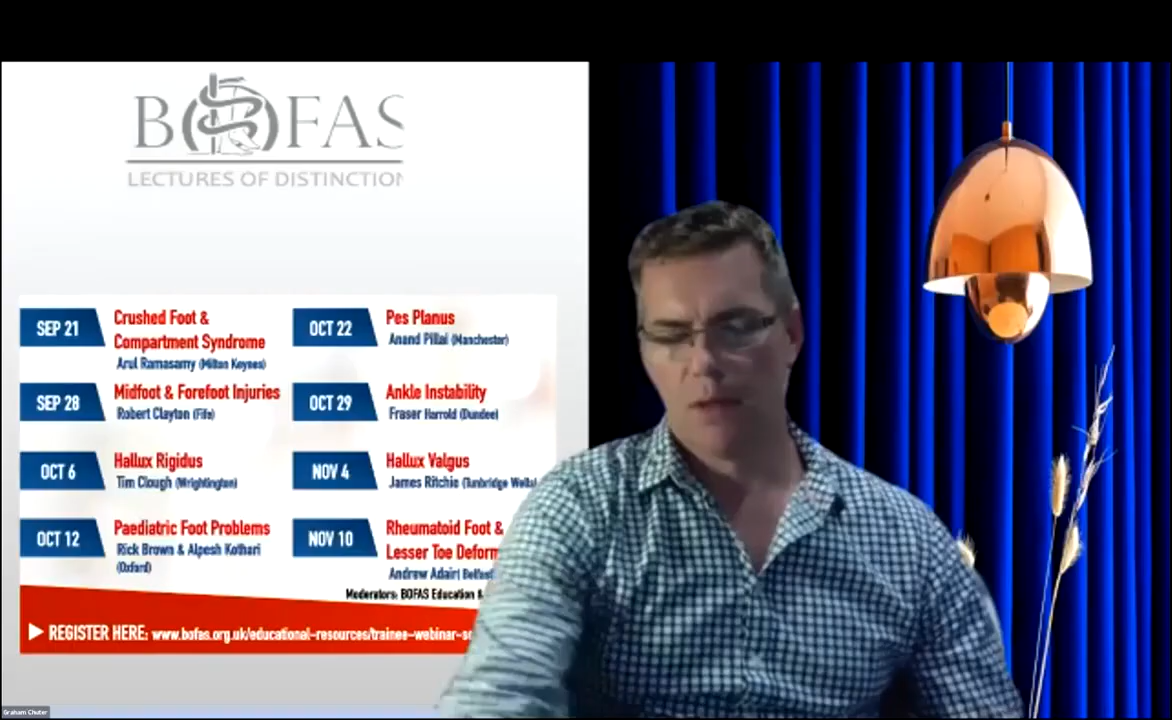 BOFAS
LECTURES OF DISTINCTION
SEP 21
Crushed Foot &
Compartment Syndrome
Arul Ramasamy (Milton Keynes)
SEP 28
Midfoot & Forefoot Injuries
Robert Clayton (Fife)
OCT 6
Hallux Rigidus
Tim Clough (Wrightington)
OCT 12
Paediatric Foot Problems
Rick Brown & Alpesh Kothari
(Oxford)
OCT 22
Pes Planus
Anand Pillai (Manchester)
OCT 29
Ankle Instability
Fraser Harrold (Dundee)
NOV 4
Hallux Valgus
James Ritchie (Tunbridge Wells)
NOV 10
Rheumatoid Foot &
Lesser Toe Deform
Andrew Adair( Belfast
Moderators: BOFAS Education &
REGISTER HERE: www.bofas.org.uk/educational-resources/trainee-webinar-se
Graham Chuter